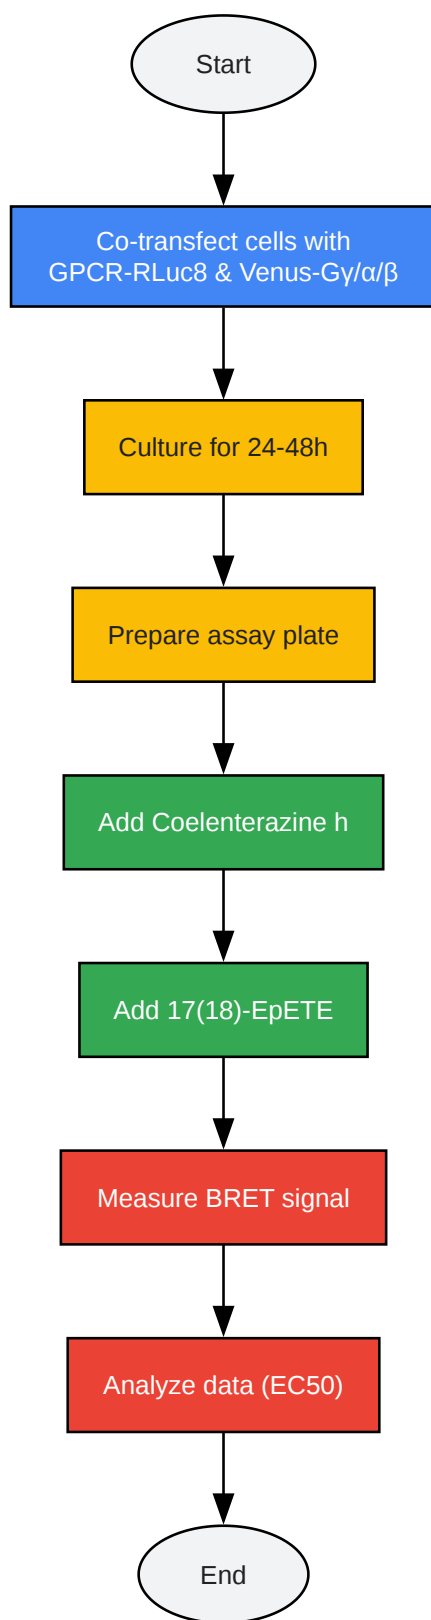 Start
Co-transfect cells with
GPCR-RLuc8 & Venus-Gγ/α/β
Culture for 24-48h
Prepare assay plate
Add Coelenterazine h
Add 17(18)-EpETE
Measure BRET signal
Analyze data (EC50)
End